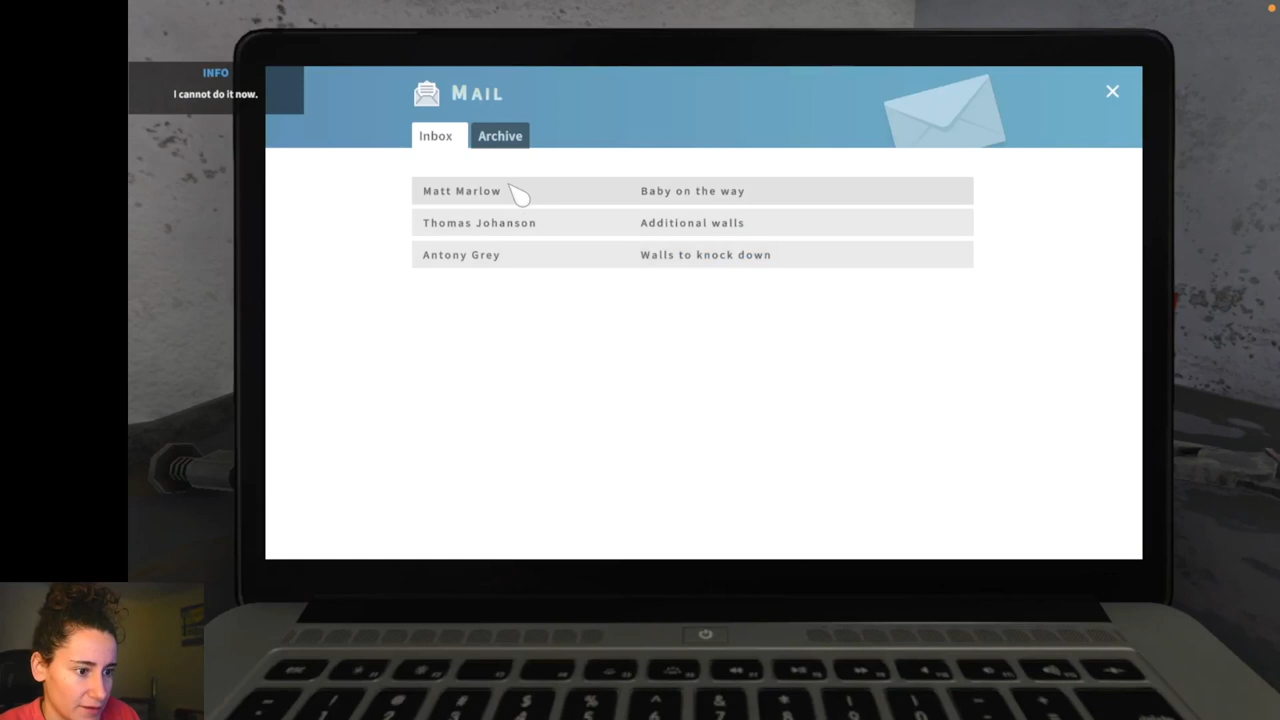 INFO
I cannot do it now.
MAIL
Inbox Archive
Matt Marlow Baby on the way
Thomas Johanson Additional walls
Antony Grey Walls to knock down
esc